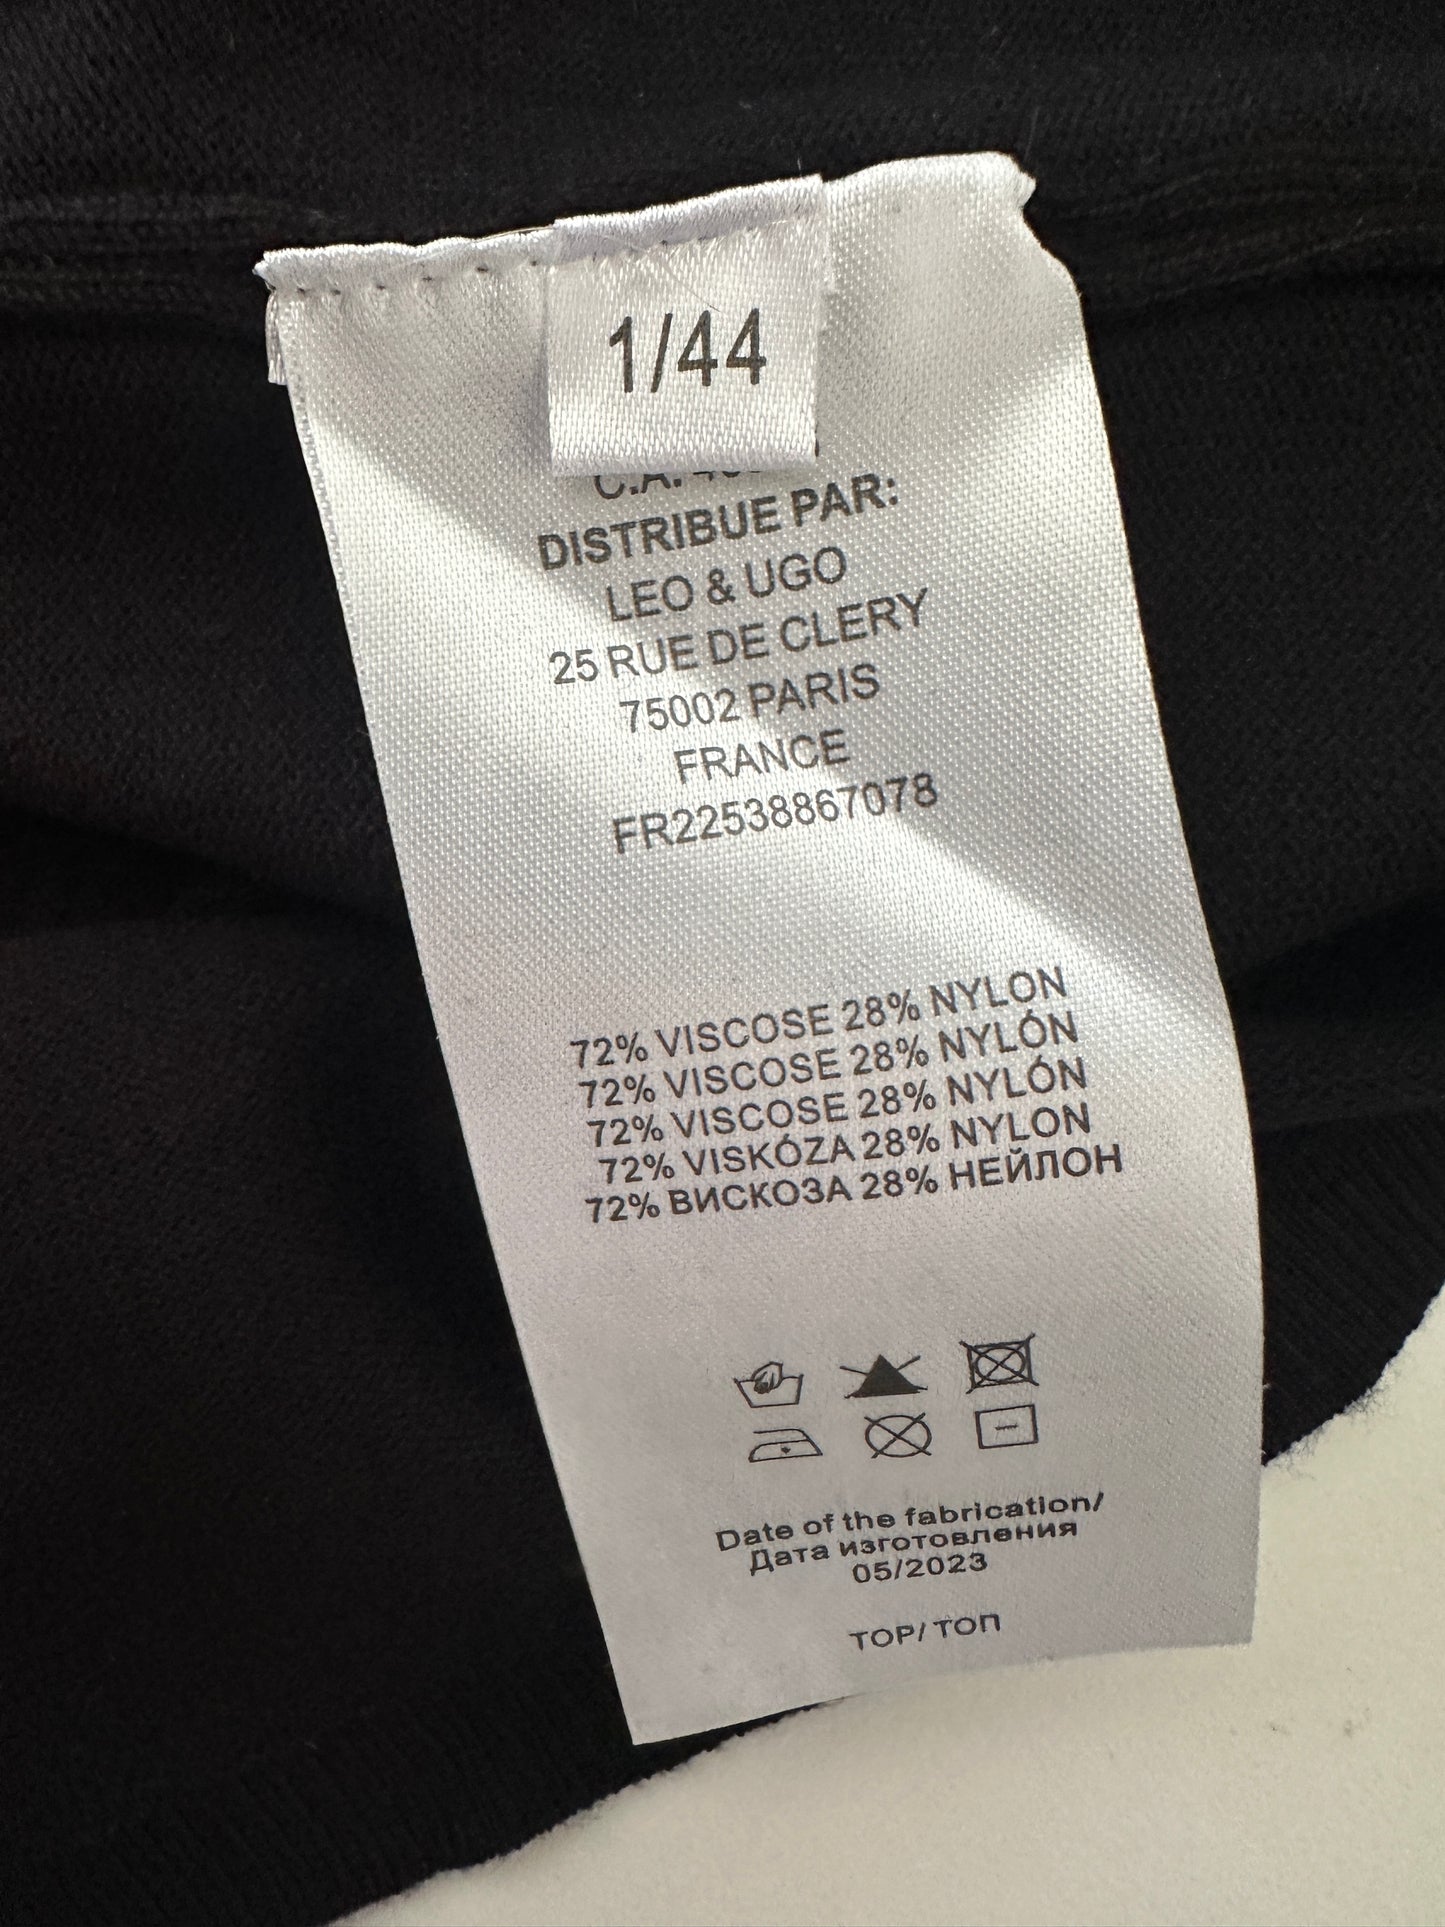 1/44
C.A.
DISTRIBUE PAR:
LEO & UGO
25 RUE DE CLERY
75002 PARIS
FRANCE
FR22538867078
72% VISCOSE 28% NYLON
72% VISCOSE 28% NYLÓN
72% VISCOSE 28% NYLÓN
72% VISKÓZA 28% NYLON
72% ВИСКОЗА 28% НЕЙЛОН
Date of the fabrication/
Дата изготовления
05/2023
TOP/ ТОП